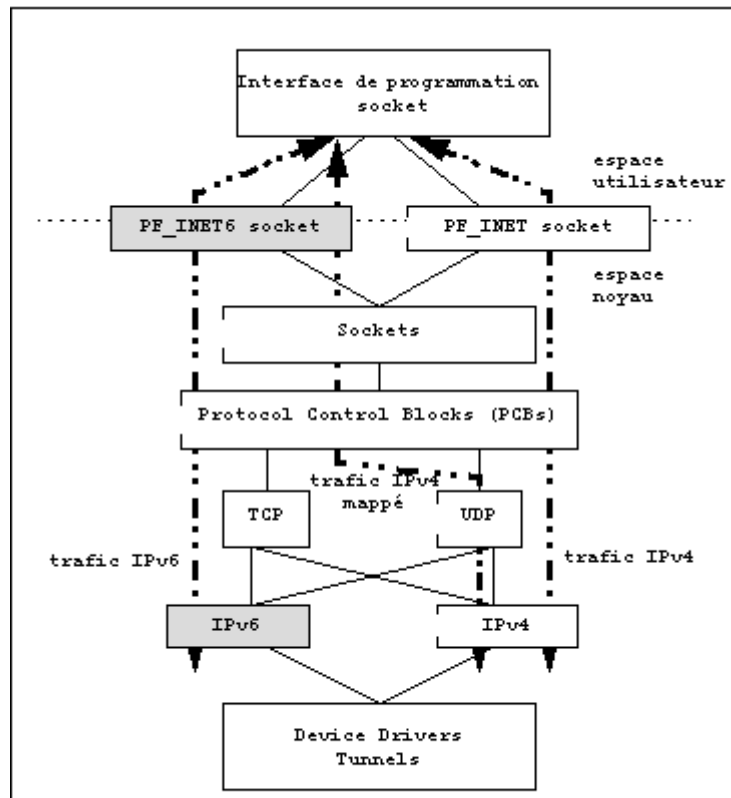 Interface de programmation
socket
espace
utilisateur
PF_INET6 socket
PF_INET socket
espace
noyau
Sockets
Protocol Control Blocks (PCBs)
trafic IPv4
mappé
TCP
UDP
trafic IPv6
trafic IPv4
IPv6
IPv4
Device Drivers
Tunnels